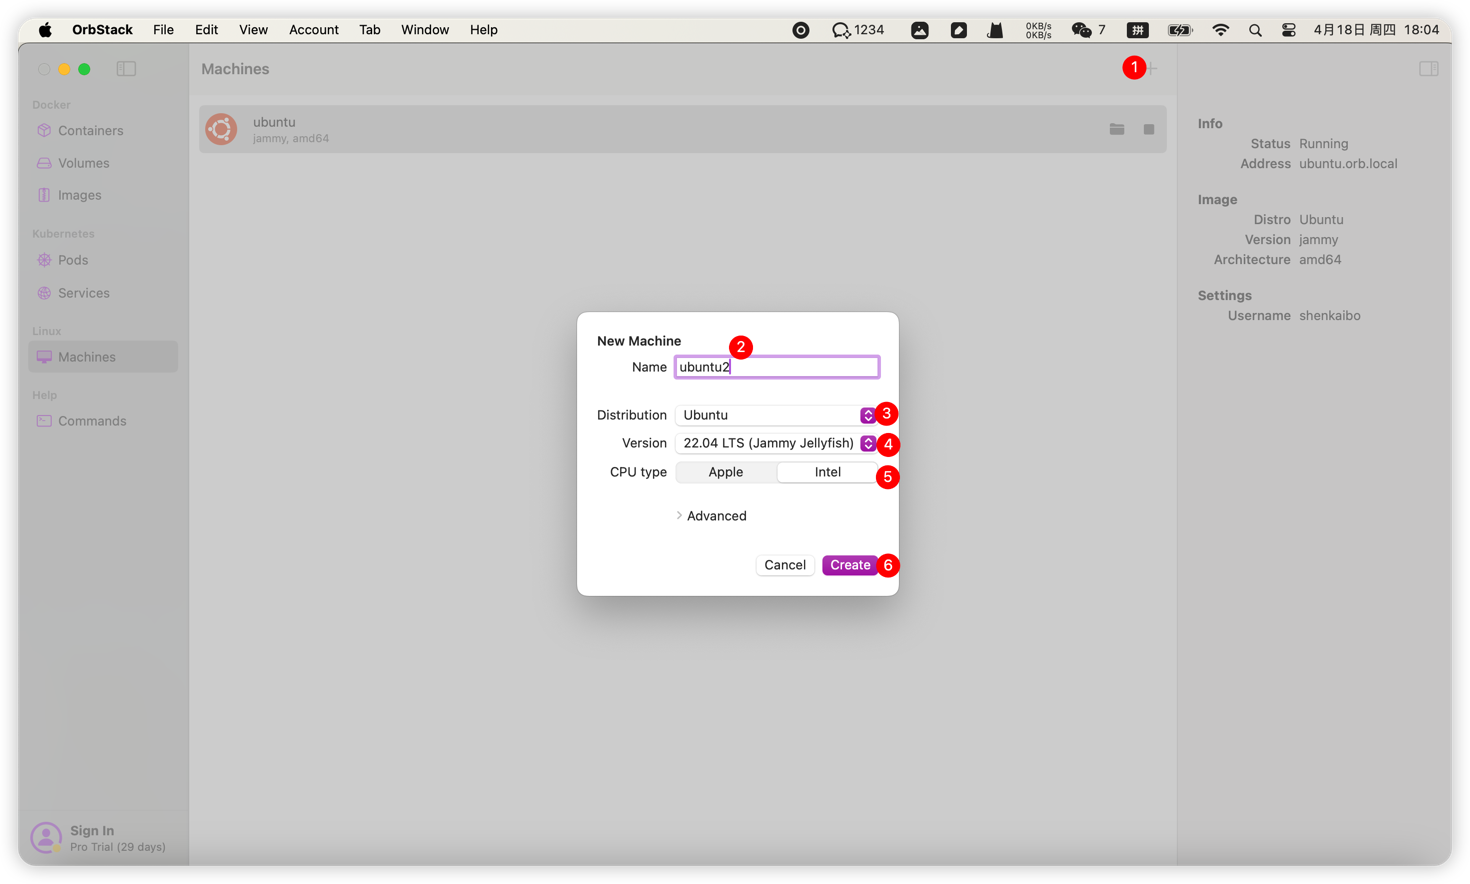 OrbStack File Edit View Account Tab Window Help 1234 0KB/s 0KB/s 7 拼 4月18日 周四 18:04
Machines
1
Docker
Containers
Volumes
Images
Kubernetes
Pods
Services
Linux
Machines
Help
Commands
Sign In
Pro Trial (29 days)
ubuntu
jammy, amd64
New Machine
2
Name ubuntu2
Distribution Ubuntu 3
Version 22.04 LTS (Jammy Jellyfish) 4
CPU type Apple Intel 5
Advanced
Cancel Create 6
Info
Status Running
Address ubuntu.orb.local
Image
Distro Ubuntu
Version jammy
Architecture amd64
Settings
Username shenkaibo